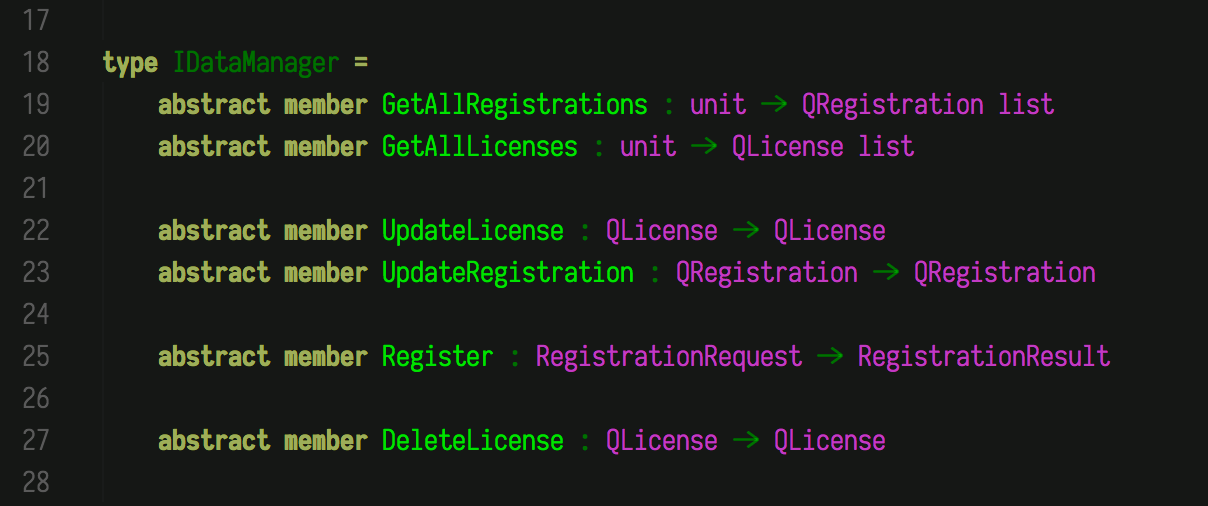 17
18 type IDataManager =
19 abstract member GetAllRegistrations : unit → QRegistration list
20 abstract member GetAllLicenses : unit → QLicense list
21
22 abstract member UpdateLicense : QLicense → QLicense
23 abstract member UpdateRegistration : QRegistration → QRegistration
24
25 abstract member Register : RegistrationRequest → RegistrationResult
26
27 abstract member DeleteLicense : QLicense → QLicense
28